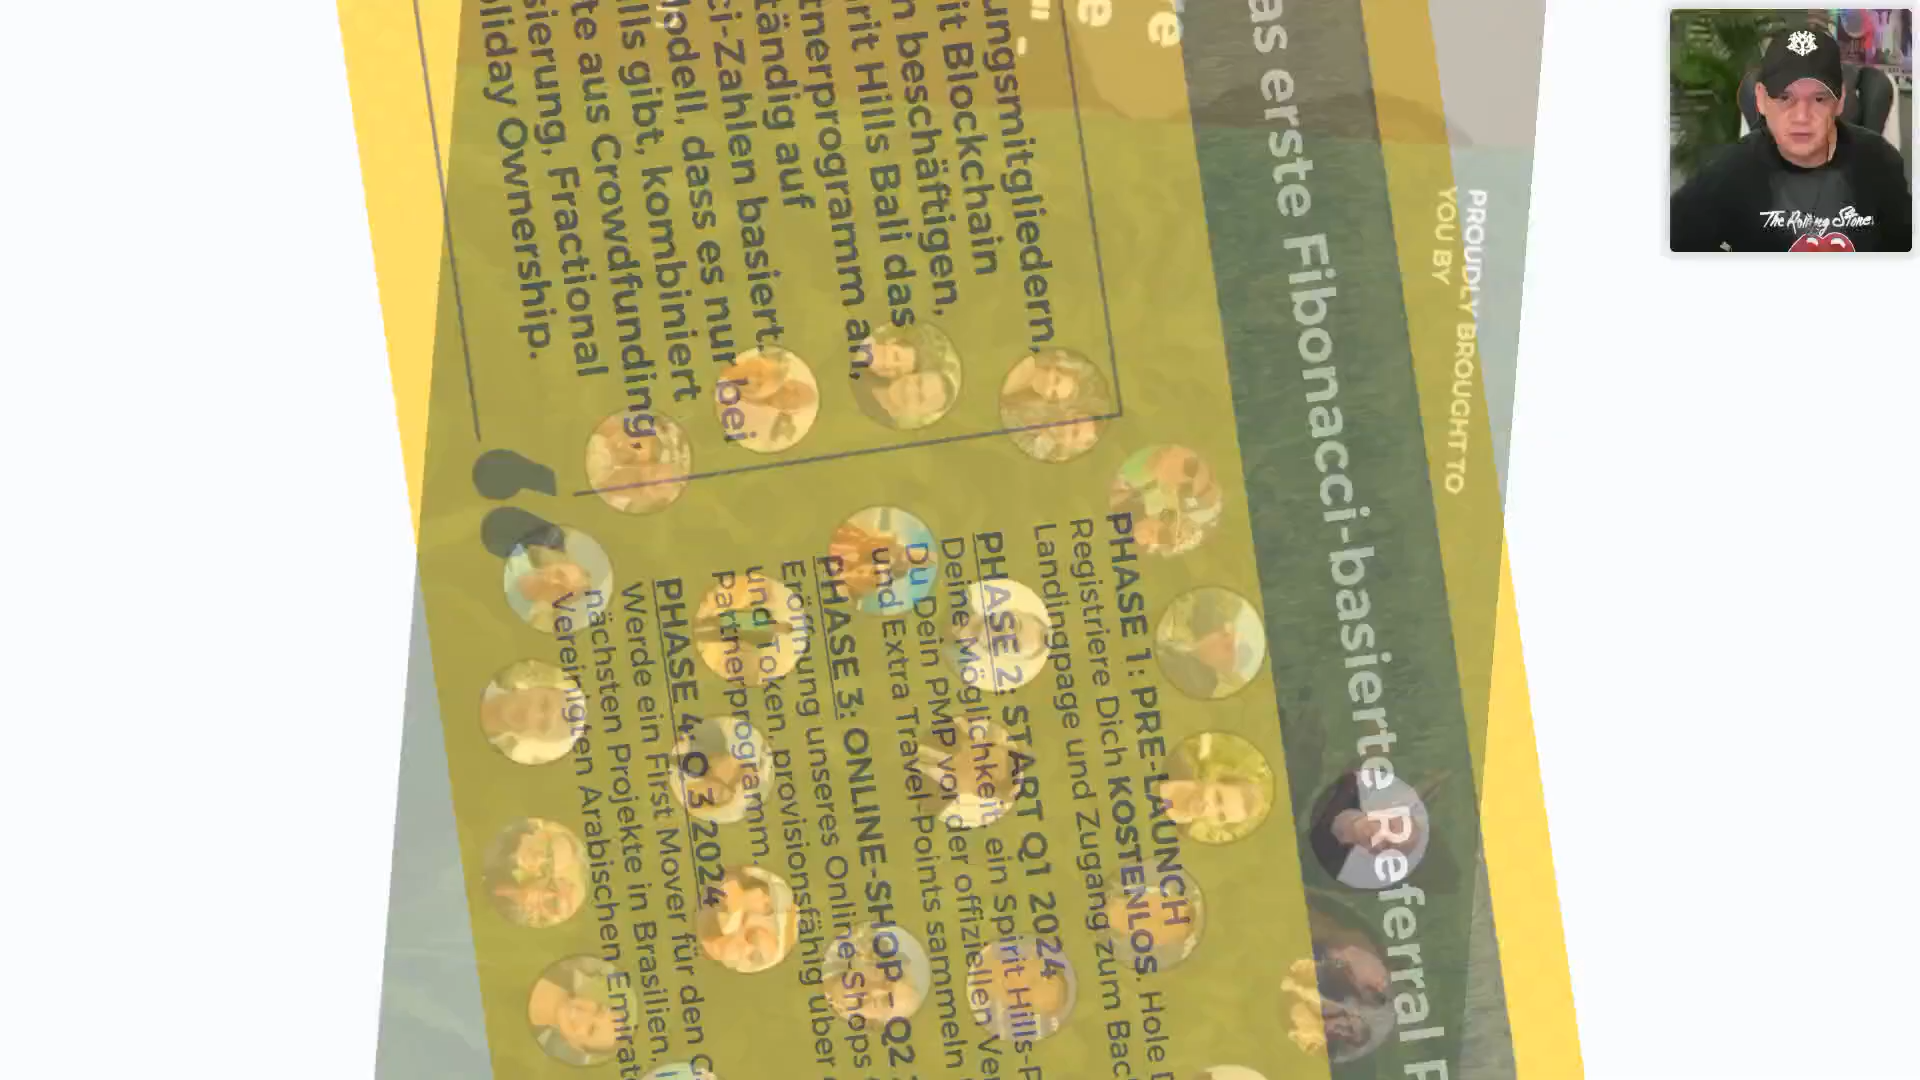 as erste Fibonacci-basierte Referral
PROUDLY BROUGHT TO
YOU BY
re
e
ungsmitgliedern,
it Blockchain
n beschäftigen,
rit Hills Bali das
tnerprogramm an,
tändig auf
ci-Zahlen basiert.
odell, dass es nur bei
lls gibt, kombiniert
te aus Crowdfunding,
sierung, Fractional
liday Ownership.
PHASE 1: PRE-LAUNCH
Registriere Dich KOSTENLOS. Hole D
Landingpage und Zugang zum Bac
PHASE 2: START Q1 2024
Deine Möglichkeit, ein Spirit Hills-P
Du Dein PMP vor der offiziellen Ver
und Extra Travel-Points sammeln
PHASE 3: ONLINE-SHOP - Q2
Eröffnung unseres Online-Shops
und Token, provisionsfähig über
Partnerprogramm.
PHASE 4: Q 3 2024
Werde ein First Mover für den G
nächsten Projekte in Brasilien,
Vereinigten Arabischen Emirat
The Rolling Stone